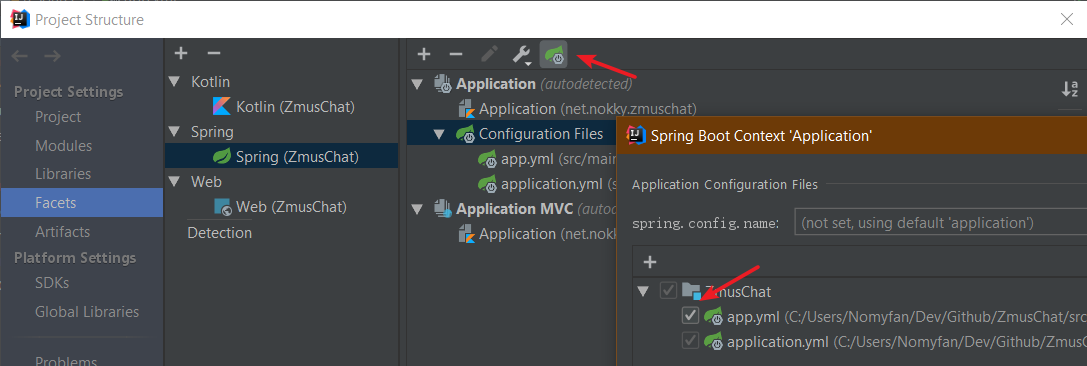 Project Structure
Project Settings
Project
Modules
Libraries
Facets
Artifacts
Platform Settings
SDKs
Global Libraries
Problems
Kotlin
Kotlin (ZmusChat)
Spring
Spring (ZmusChat)
Web
Web (ZmusChat)
Detection
Application (autodetected)
Application (net.nokky.zmuschat)
Configuration Files
app.yml (src/main
application.yml (s
Application MVC (autod
Application (net.nokk
Spring Boot Context 'Application'
Application Configuration Files
spring.config.name: (not set, using default 'application')
ZmusChat
app.yml (C:/Users/Nomyfan/Dev/Github/ZmusChat/src
application.yml (C:/Users/Nomyfan/Dev/Github/ZmusCh